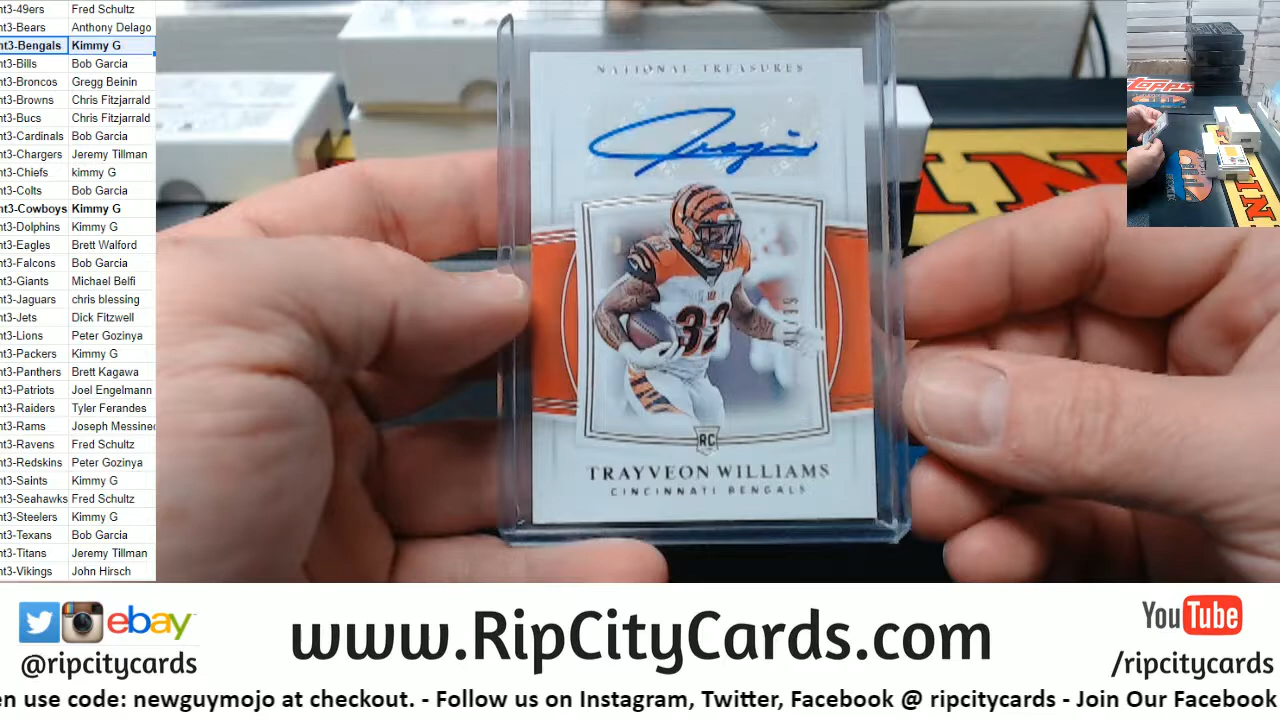 nt3-49ers Fred Schultz
nt3-Bears Anthony Delago
nt3-Bengals Kimmy G
nt3-Bills Bob Garcia
nt3-Broncos Gregg Beinin
nt3-Browns Chris Fitzjarrald
nt3-Bucs Chris Fitzjarrald
nt3-Cardinals Bob Garcia
nt3-Chargers Jeremy Tillman
nt3-Chiefs kimmy G
nt3-Colts Bob Garcia
nt3-Cowboys Kimmy G
nt3-Dolphins Kimmy G
nt3-Eagles Brett Walford
nt3-Falcons Bob Garcia
nt3-Giants Michael Belfi
nt3-Jaguars chris blessing
nt3-Jets Dick Fitzwell
nt3-Lions Peter Gozinya
nt3-Packers Kimmy G
nt3-Panthers Brett Kagawa
nt3-Patriots Joel Engelmann
nt3-Raiders Tyler Ferandes
nt3-Rams Joseph Messine
nt3-Ravens Fred Schultz
nt3-Redskins Peter Gozinya
nt3-Saints Kimmy G
nt3-Seahawks Fred Schultz
nt3-Steelers Kimmy G
nt3-Texans Bob Garcia
nt3-Titans Jeremy Tillman
nt3-Vikings John Hirsch
NATIONAL TREASURES
32
RC
TRAYVEON WILLIAMS
CINCINNATI BENGALS
TOPPS
ebay
@ripcitycards
www.RipCityCards.com
YouTube
/ripcitycards
en use code: newguymojo at checkout. - Follow us on Instagram, Twitter, Facebook @ ripcitycards - Join Our Facebook